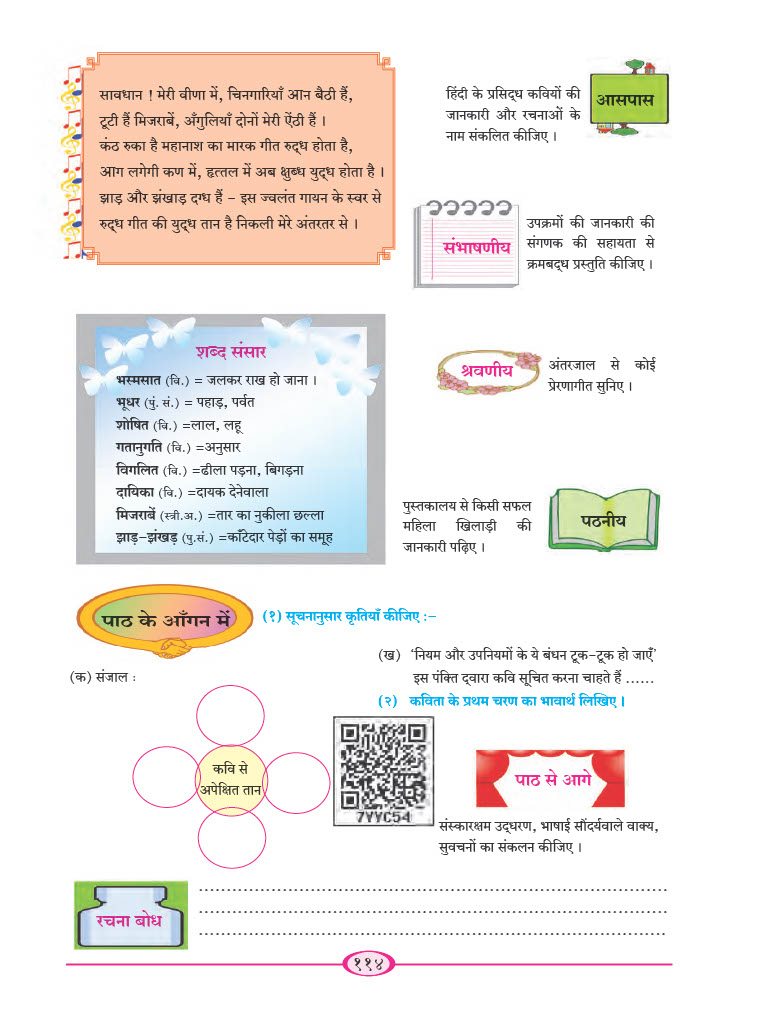 सावधान ! मेरी वीणा में, चिनगारियाँ आन बैठी हैं,
टूटी हैं मिजराबें, अँगुलियाँ दोनों मेरी ऐंठी हैं ।
कंठ रुका है महानाश का मारक गीत रुद्ध होता है,
आग लगेगी कण में, हृत्तल में अब क्षुब्ध युद्ध होता है ।
झाड़ और झंखाड़ दग्ध हैं – इस ज्वलंत गायन के स्वर से
रुद्ध गीत की युद्ध तान है निकली मेरे अंतरतर से ।
हिंदी के प्रसिद्ध कवियों की
जानकारी और रचनाओं के
नाम संकलित कीजिए ।
आसपास
संभाषणीय
उपक्रमों की जानकारी की
संगणक की सहायता से
क्रमबद्ध प्रस्तुति कीजिए ।
शब्द संसार
भस्मसात (वि.) = जलकर राख हो जाना ।
भूधर (पुं. सं.) = पहाड़, पर्वत
शोषित (वि.) =लाल, लहू
गतानुगति (वि.) =अनुसार
विगलित (वि.) =ढीला पड़ना, बिगड़ना
दायिका (वि.) =दायक देनेवाला
मिजराबें (स्त्री.अ.) =तार का नुकीला छल्ला
झाड़-झंखड़ (पु.सं.) =काँटेदार पेड़ों का समूह
श्रवणीय
अंतरजाल से कोई
प्रेरणागीत सुनिए ।
पुस्तकालय से किसी सफल
महिला खिलाड़ी की
जानकारी पढ़िए ।
पठनीय
पाठ के आँगन में
(१) सूचनानुसार कृतियाँ कीजिए :–
(क) संजाल :
कवि से
अपेक्षित तान
(ख) ‘नियम और उपनियमों के ये बंधन टूक-टूक हो जाएँ’
इस पंक्ति द्वारा कवि सूचित करना चाहते हैं ......
(२) कविता के प्रथम चरण का भावार्थ लिखिए ।
7YYC54
पाठ से आगे
संस्कारक्षम उद्धरण, भाषाई सौंदर्यवाले वाक्य,
सुवचनों का संकलन कीजिए ।
रचना बोध
११४